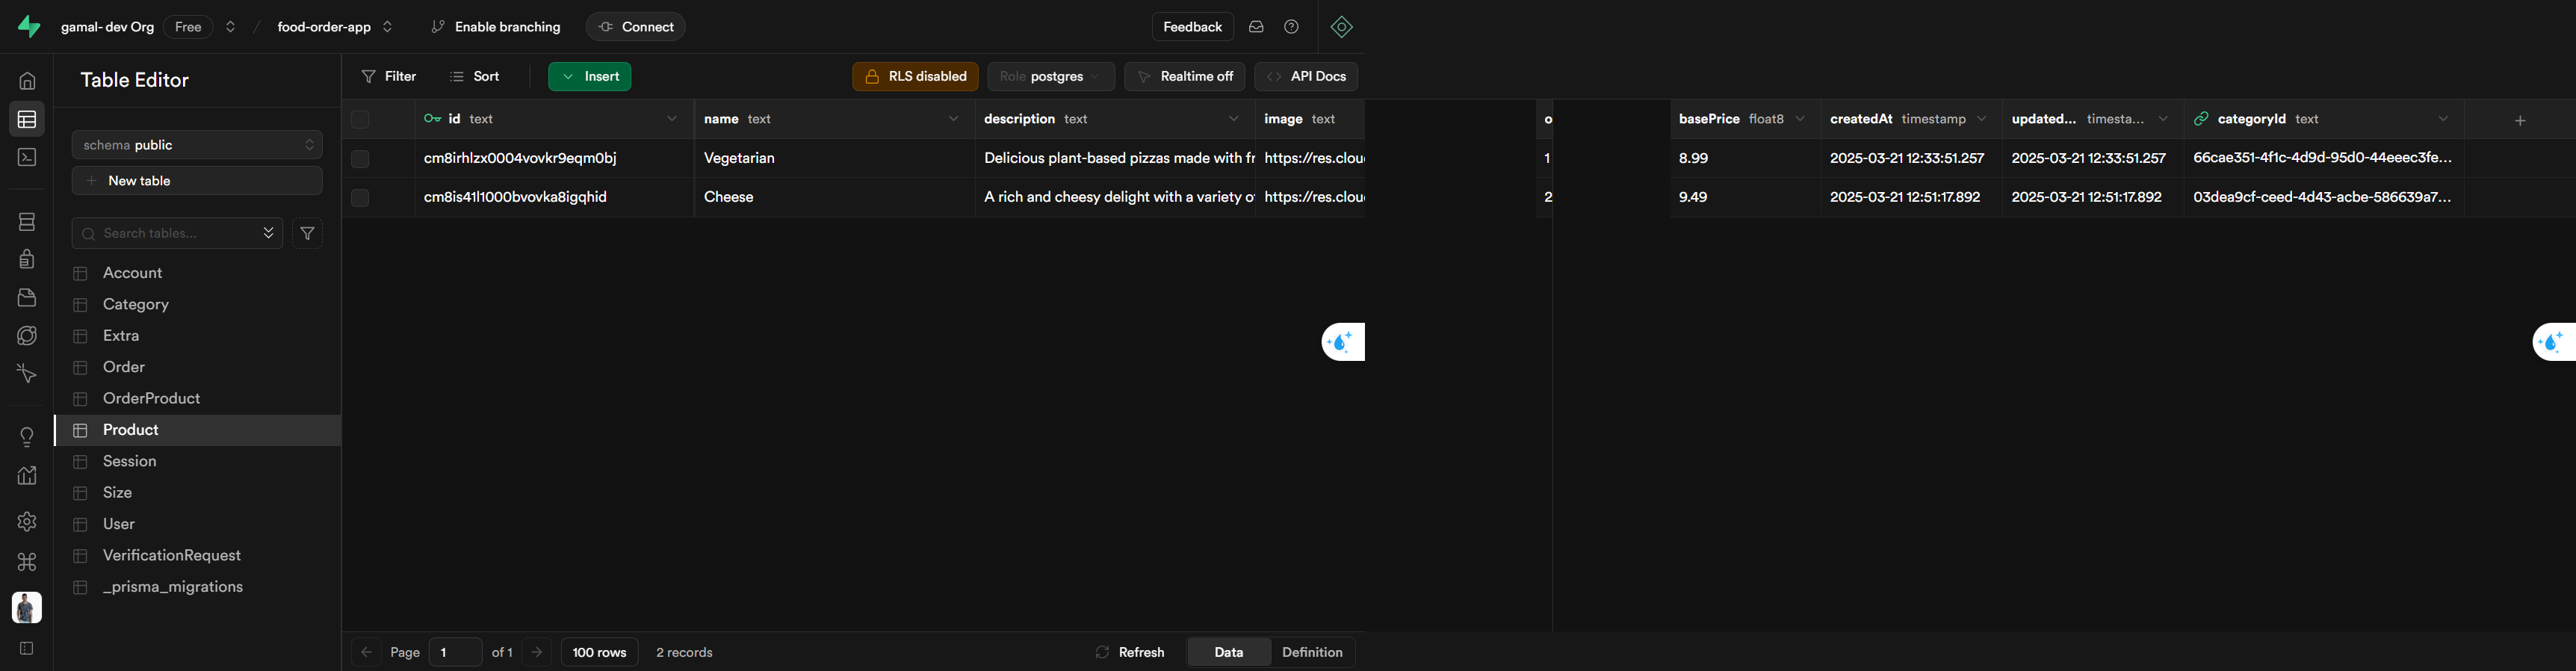 gamal- dev Org Free / food-order-app Enable branching Connect Feedback
Table Editor
schema public
New table
Search tables...
Account
Category
Extra
Order
OrderProduct
Product
Session
Size
User
VerificationRequest
_prisma_migrations
Filter Sort Insert RLS disabled Role postgres Realtime off API Docs
id text name text description text image text o basePrice float8 createdAt timestamp updated... timesta... categoryId text
cm8irhlzx0004vovkr9eqm0bj Vegetarian Delicious plant-based pizzas made with fr https://res.clou 1 8.99 2025-03-21 12:33:51.257 2025-03-21 12:33:51.257 66cae351-4f1c-4d9d-95d0-44eeec3fe...
cm8is41l1000bvovka8igqhid Cheese A rich and cheesy delight with a variety o https://res.clou 2 9.49 2025-03-21 12:51:17.892 2025-03-21 12:51:17.892 03dea9cf-ceed-4d43-acbe-586639a7...
Page 1 of 1 100 rows 2 records Refresh Data Definition